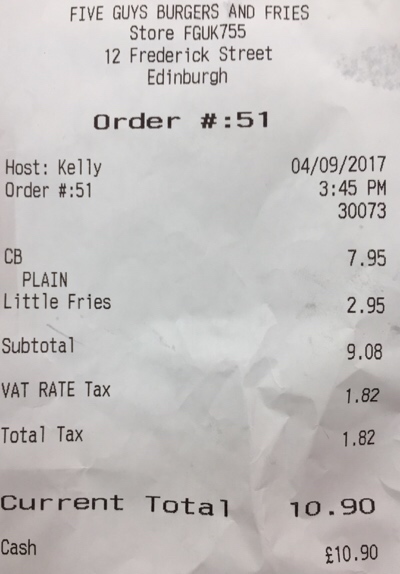 FIVE GUYS BURGERS AND FRIES
Store FGUK755
12 Frederick Street
Edinburgh
Order #:51
Host: Kelly 04/09/2017
Order #:51 3:45 PM
30073
CB 7.95
PLAIN
Little Fries 2.95
Subtotal 9.08
VAT RATE Tax 1.82
Total Tax 1.82
Current Total 10.90
Cash £10.90